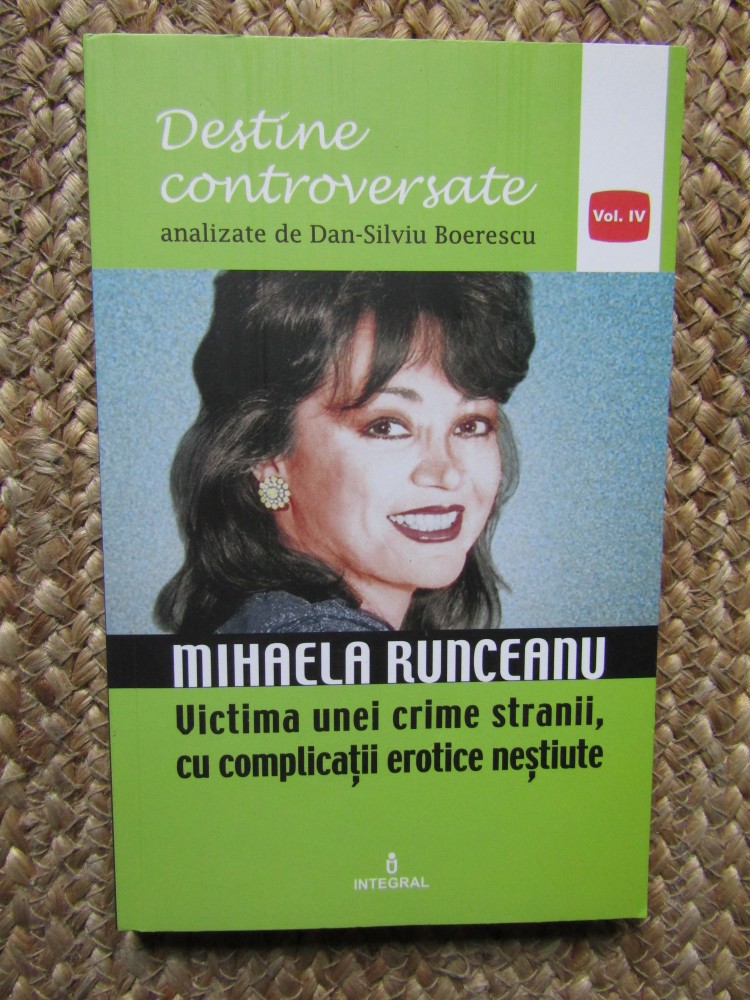 Destine
controversate
analizate de Dan-Silviu Boerescu
Vol. IV
MIHAELA RUNCEANU
Victima unei crime stranii,
cu complicații erotice neștiute
INTEGRAL